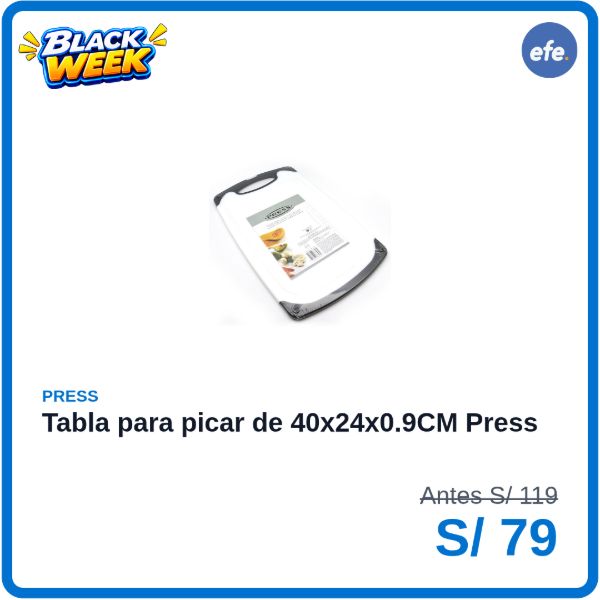 BLACK
WEEK
efe.
PRESS
Tabla para picar de 40x24x0.9CM Press
Antes S/ 119
S/ 79